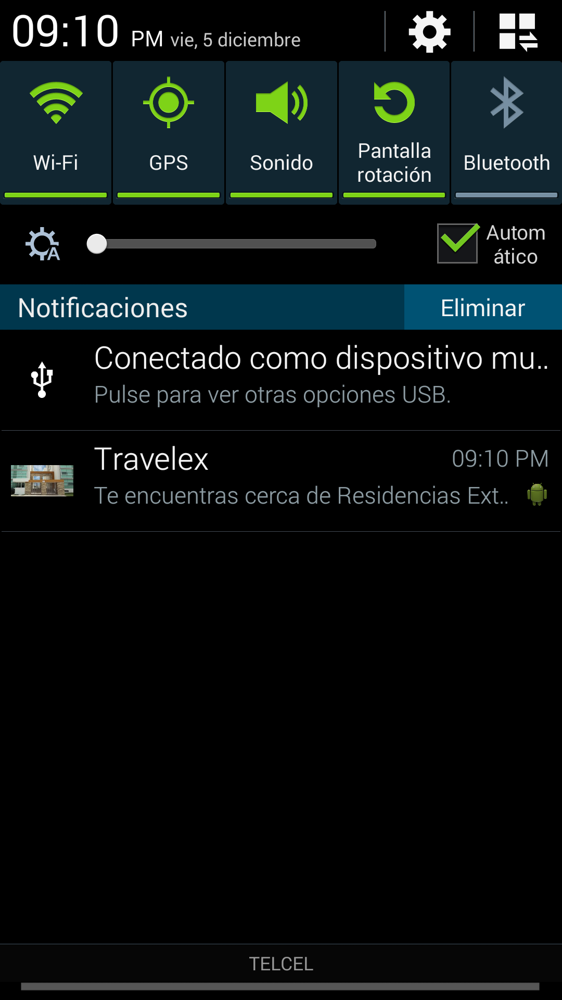 09:10 PM vie, 5 diciembre
Wi-Fi
GPS
Sonido
Pantalla
rotación
Bluetooth
A
Autom
ático
Notificaciones
Eliminar
Conectado como dispositivo mu..
Pulse para ver otras opciones USB.
Travelex
09:10 PM
Te encuentras cerca de Residencias Ext..
TELCEL